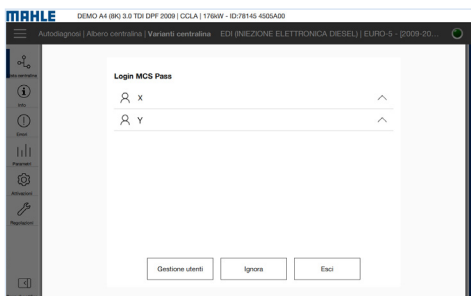 MAHLE DEMO A4 (8K) 3.0 TDI DPF 2009 | CCLA | 176kW - ID:78145 4505A00
Autodiagnosi | Albero centralina | Varianti centralina EDI (INIEZIONE ELETTRONICA DIESEL) | EURO-5 - [2009-20...
Info
Errori
Parametri
Attivazioni
Regolazioni
Login MCS Pass
X
Y
Gestione utenti Ignora Esci